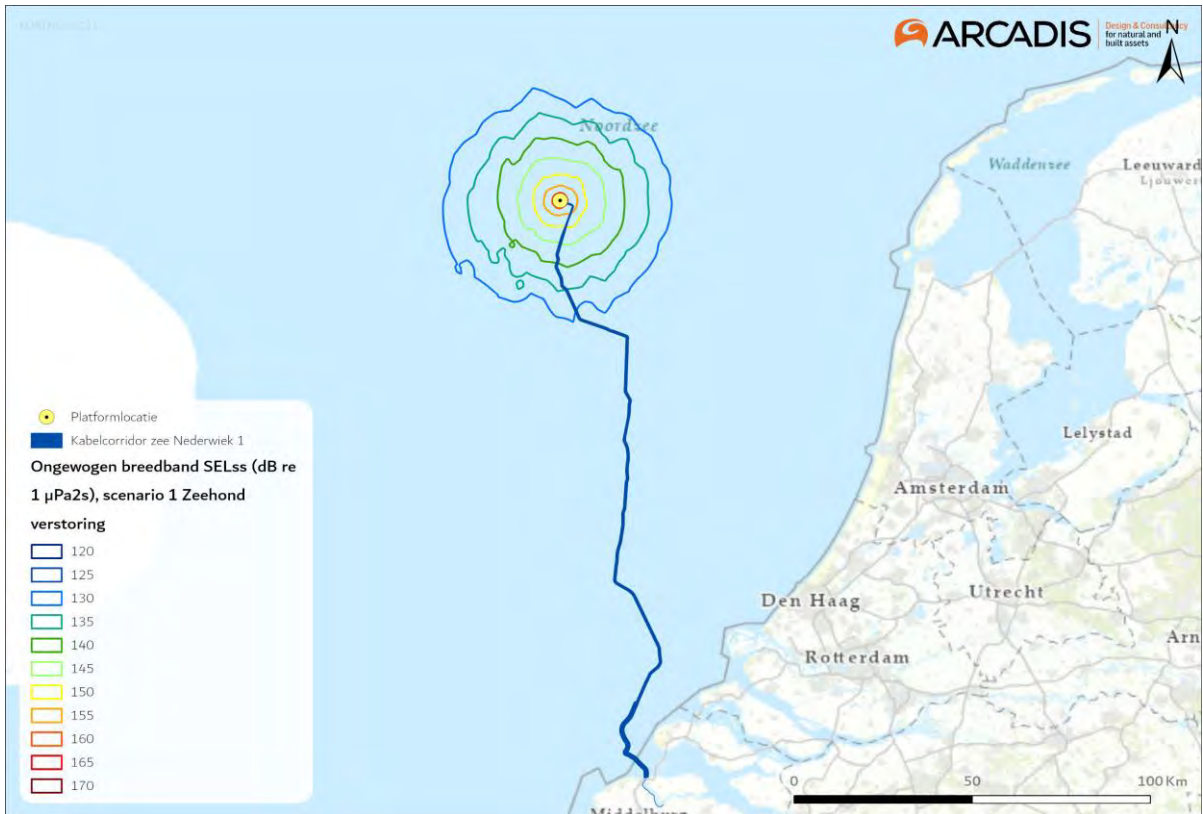 ARCADIS
Design & Consultancy
for natural and
built assets
N
Noordzee
Waddenzee
Leeuward
Ljouwert
Lelystad
Amsterdam
Den Haag
Utrecht
Arn
Rotterdam
Middelburg
Platformlocatie
Kabelcorridor zee Nederwiek 1
Ongewogen breedband SELss (dB re
1 µPa2s), scenario 1 Zeehond
verstoring
120
125
130
135
140
145
150
155
160
165
170
0 50 100 Km